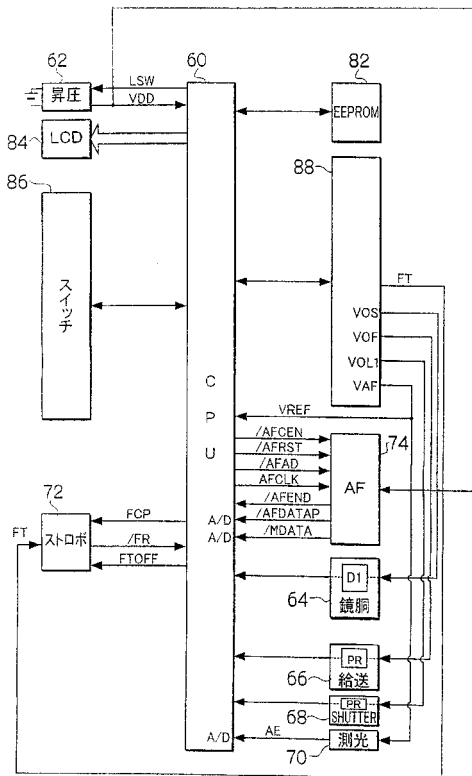 62
昇圧
LSW
VDD
60
82
EEPROM
84
LCD
86
スイッチ
88
FT
VOS
VOF
VOL1
VAF
CPU
VREF
/AFCEN
/AFRST
/AFAD
AFCLK
/AFEND
/AFDATAP
/MDATA
74
AF
A/D
A/D
FT
72
ストロボ
FCP
/FR
FTOFF
D1
64
鏡胴
PR
66
給送
PR
68
SHUTTER
A/D
AE
70
測光